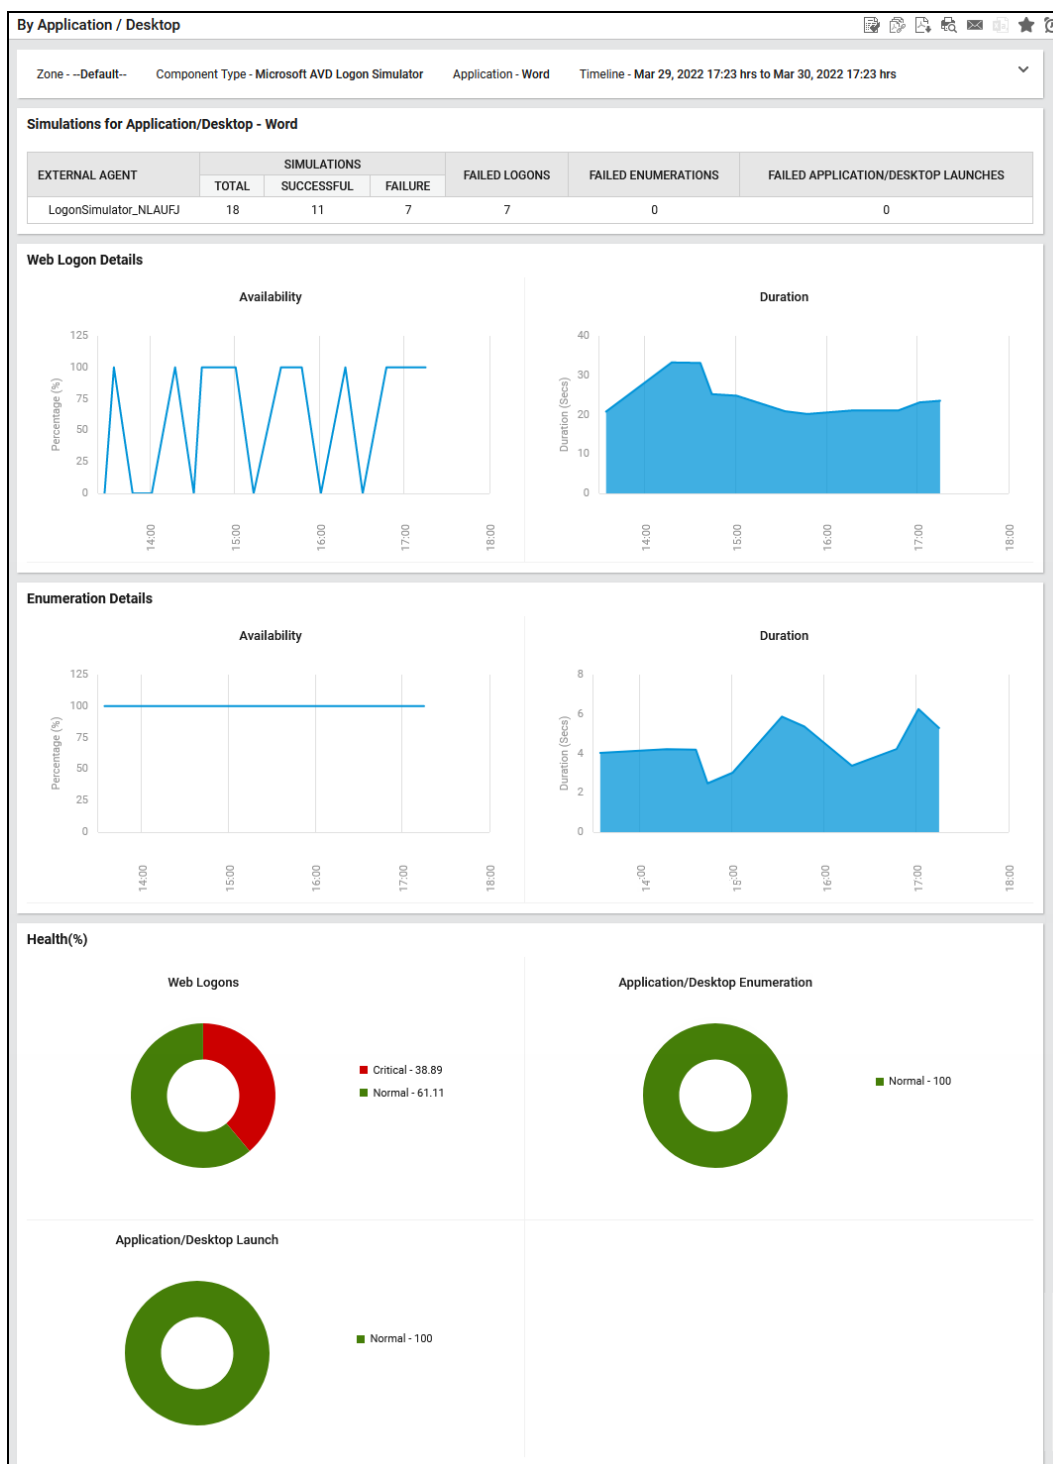 By Application / Desktop
Zone - --Default-- Component Type - Microsoft AVD Logon Simulator Application - Word Timeline - Mar 29, 2022 17:23 hrs to Mar 30, 2022 17:23 hrs
Simulations for Application/Desktop - Word
EXTERNAL AGENT SIMULATIONS FAILED LOGONS FAILED ENUMERATIONS FAILED APPLICATION/DESKTOP LAUNCHES
TOTAL SUCCESSFUL FAILURE
LogonSimulator_NLAUFJ 18 11 7 7 0 0
Web Logon Details
Availability
Percentage (%)
125
100
75
50
25
0
14:00 15:00 16:00 17:00 18:00
Duration
Duration (Secs)
40
30
20
10
0
14:00 15:00 16:00 17:00 18:00
Enumeration Details
Availability
Percentage (%)
125
100
75
50
25
0
14:00 15:00 16:00 17:00 18:00
Duration
Duration (Secs)
8
6
4
2
0
14:00 15:00 16:00 17:00 18:00
Health(%)
Web Logons
Critical - 38.89
Normal - 61.11
Application/Desktop Enumeration
Normal - 100
Application/Desktop Launch
Normal - 100